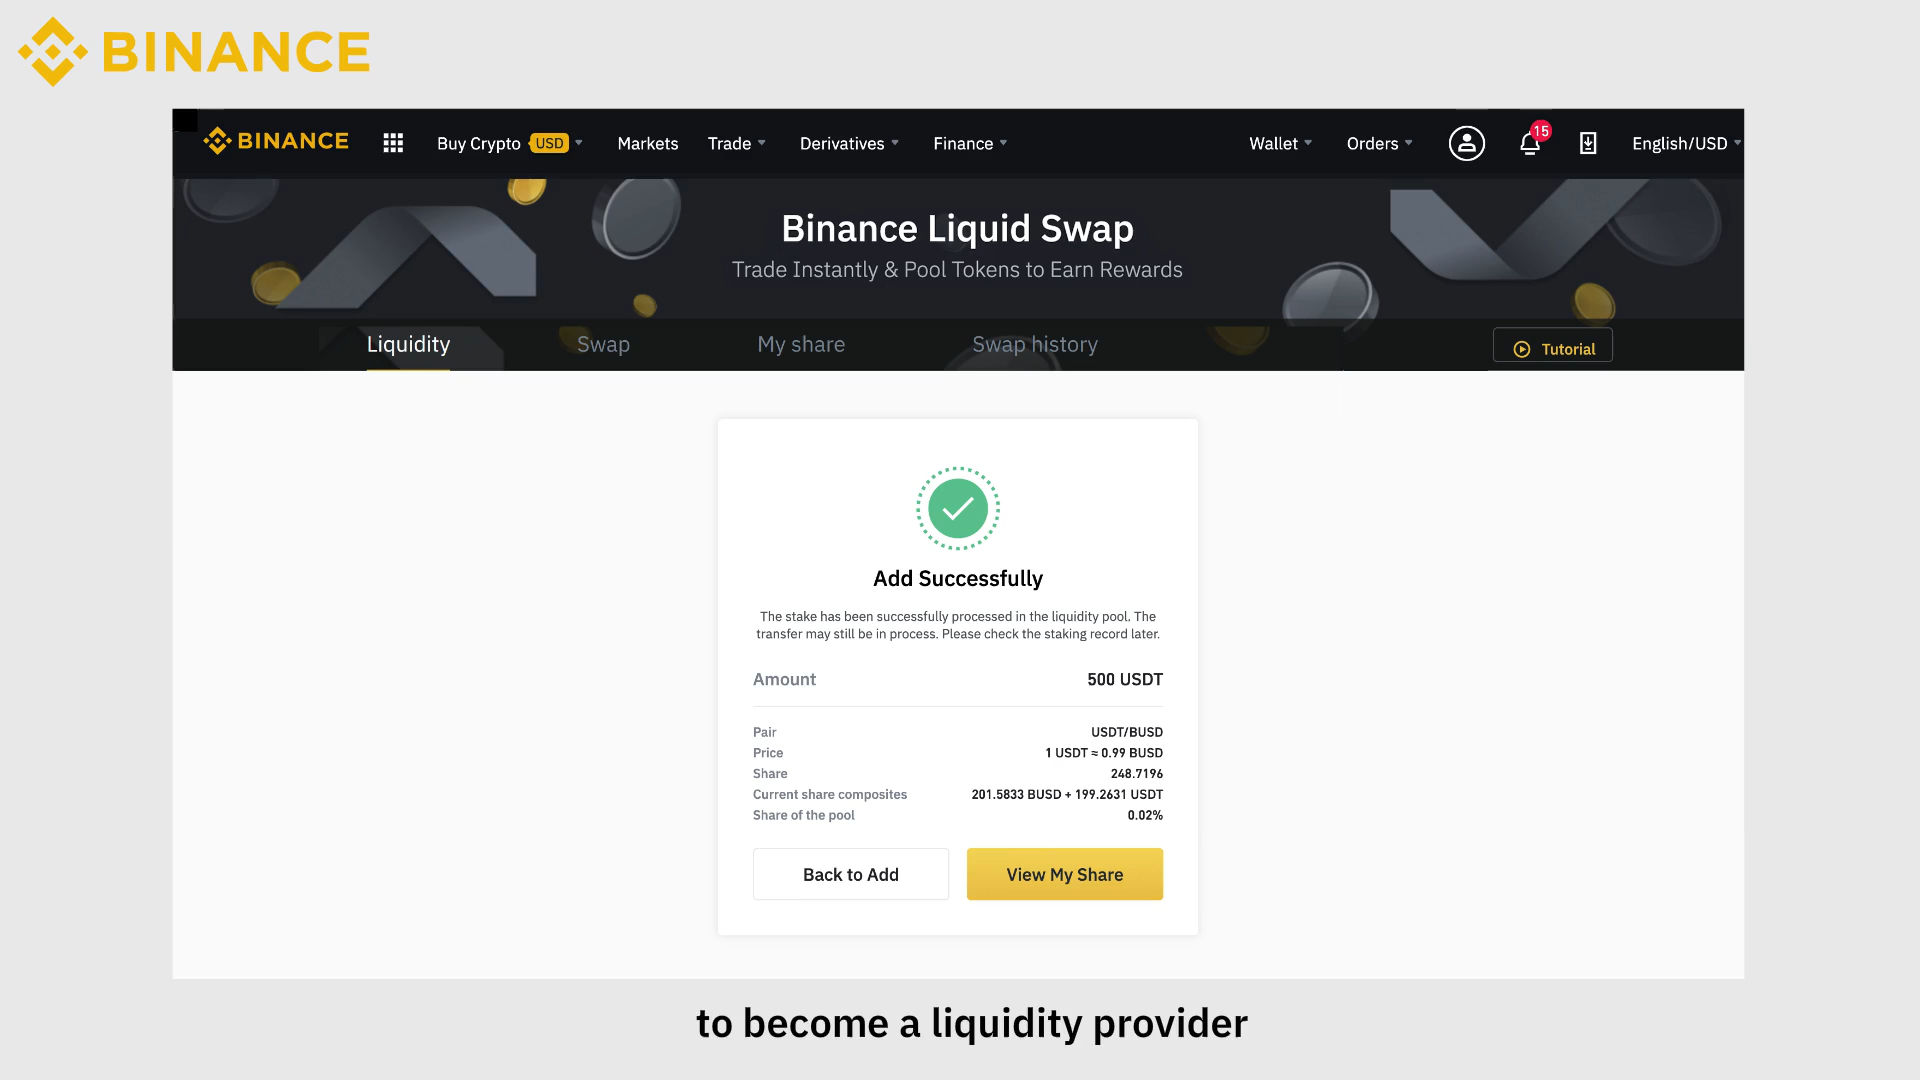 BINANCE
BINANCE
Buy Crypto USD
Markets
Trade
Derivatives
Finance
Wallet
Orders
15
English/USD
Binance Liquid Swap
Trade Instantly & Pool Tokens to Earn Rewards
Liquidity
Swap
My share
Swap history
Tutorial
Add Successfully
The stake has been successfully processed in the liquidity pool. The
transfer may still be in process. Please check the staking record later.
Amount 500 USDT
Pair USDT/BUSD
Price 1 USDT ≈ 0.99 BUSD
Share 248.7196
Current share composites 201.5833 BUSD + 199.2631 USDT
Share of the pool 0.02%
Back to Add
View My Share
to become a liquidity provider